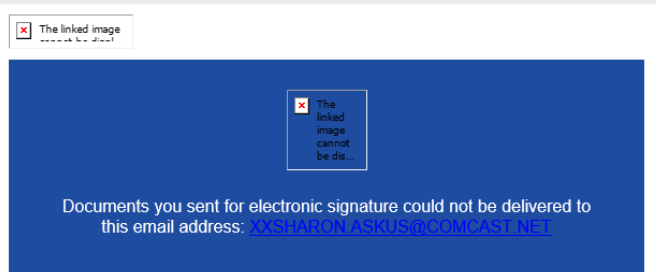 The linked image
The
linked
image
cannot
be dis...
Documents you sent for electronic signature could not be delivered to
this email address: XXSHARON.ASKUS@COMCAST.NET